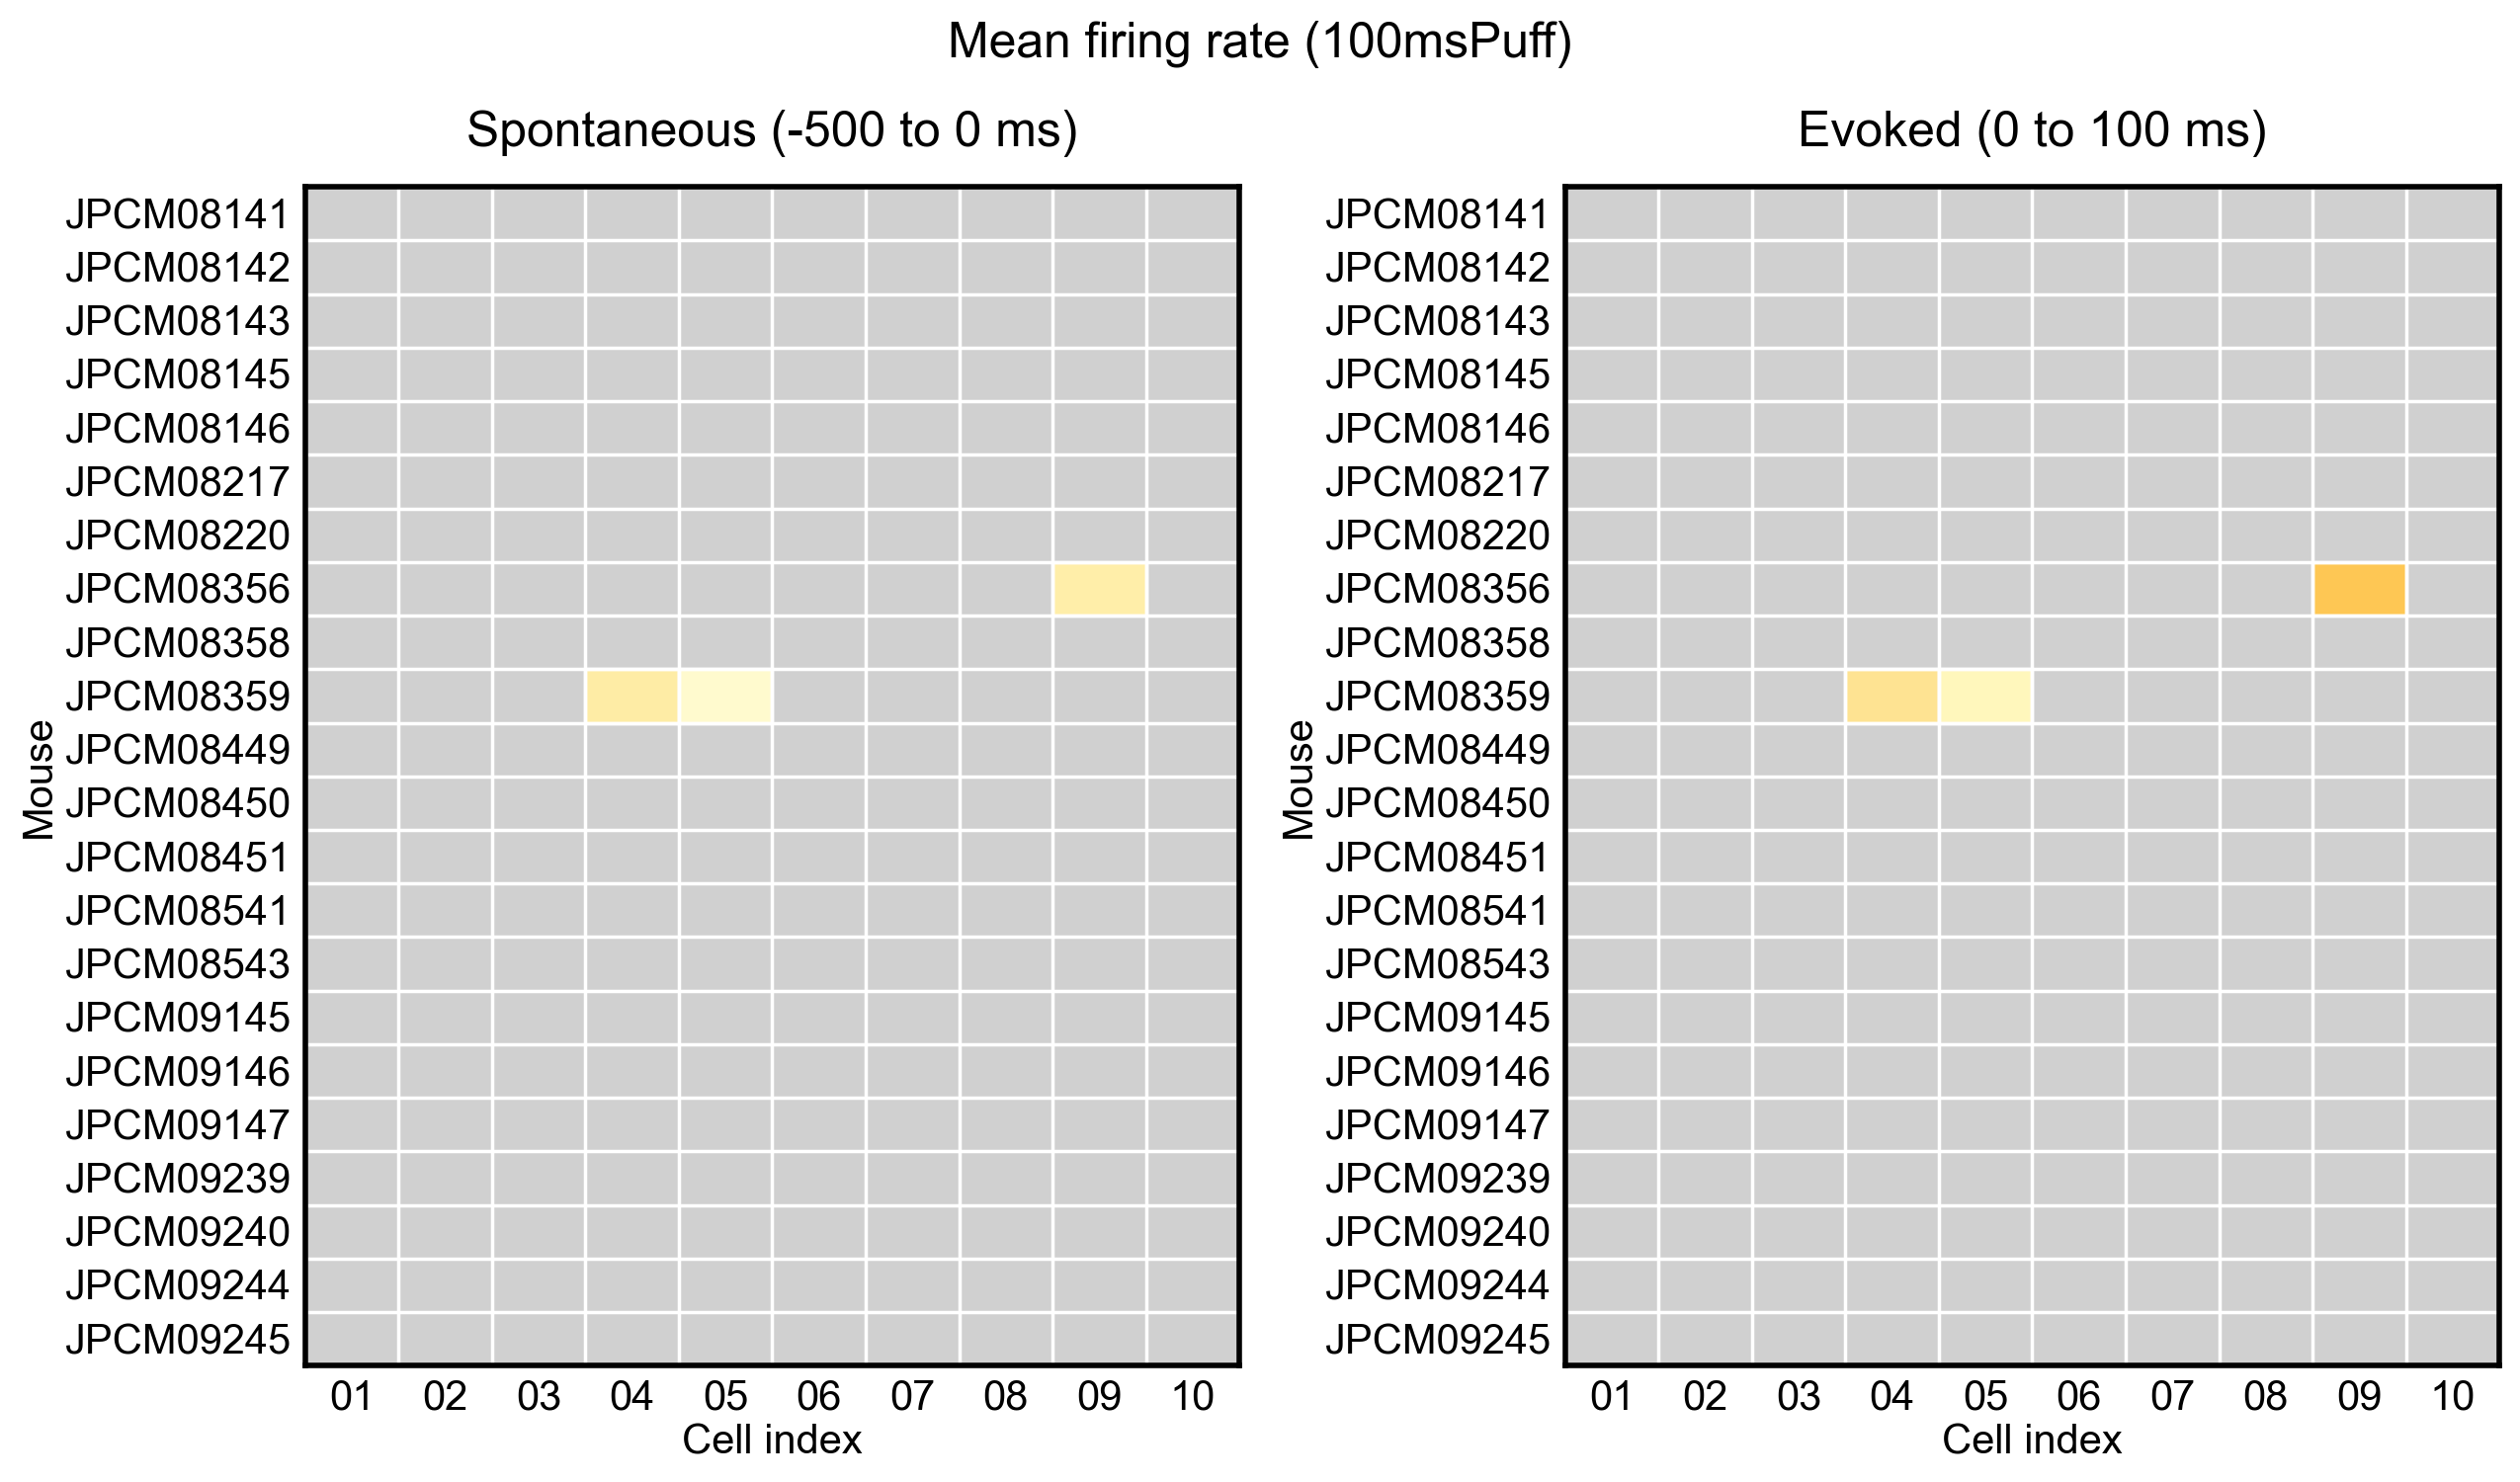 Mean firing rate (100msPuff)
Spontaneous (-500 to 0 ms)
JPCM08141
JPCM08142
JPCM08143
JPCM08145
JPCM08146
JPCM08217
JPCM08220
JPCM08356
JPCM08358
JPCM08359
JPCM08449
JPCM08450
JPCM08451
JPCM08541
JPCM08543
JPCM09145
JPCM09146
JPCM09147
JPCM09239
JPCM09240
JPCM09244
JPCM09245
Mouse
01 02 03 04 05 06 07 08 09 10
Cell index
Evoked (0 to 100 ms)
JPCM08141
JPCM08142
JPCM08143
JPCM08145
JPCM08146
JPCM08217
JPCM08220
JPCM08356
JPCM08358
JPCM08359
JPCM08449
JPCM08450
JPCM08451
JPCM08541
JPCM08543
JPCM09145
JPCM09146
JPCM09147
JPCM09239
JPCM09240
JPCM09244
JPCM09245
Mouse
01 02 03 04 05 06 07 08 09 10
Cell index